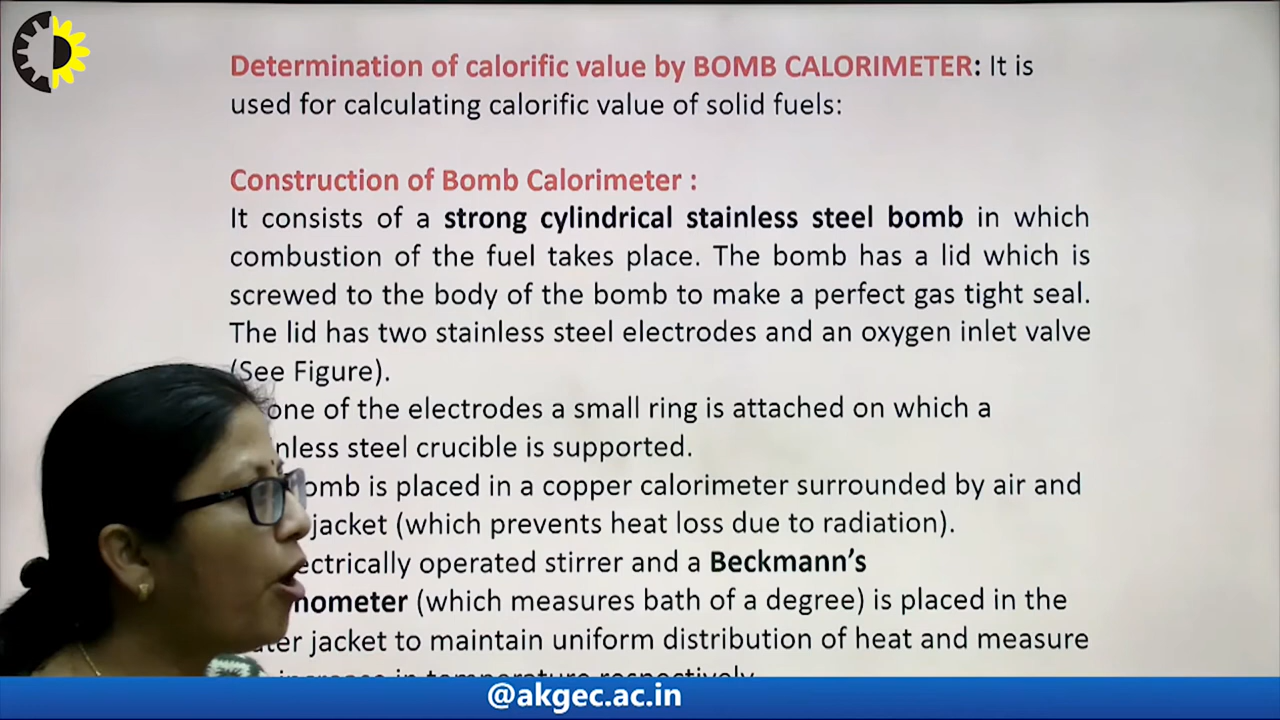 Determination of calorific value by BOMB CALORIMETER: It is
used for calculating calorific value of solid fuels:
Construction of Bomb Calorimeter :
It consists of a strong cylindrical stainless steel bomb in which
combustion of the fuel takes place. The bomb has a lid which is
screwed to the body of the bomb to make a perfect gas tight seal.
The lid has two stainless steel electrodes and an oxygen inlet valve
(See Figure).
one of the electrodes a small ring is attached on which a
steel crucible is supported.
is placed in a copper calorimeter surrounded by air and
jacket (which prevents heat loss due to radiation).
operated stirrer and a Beckmann's
(which measures bath of a degree) is placed in the
jacket to maintain uniform distribution of heat and measure
increase in temperature respectively
@akgec.ac.in